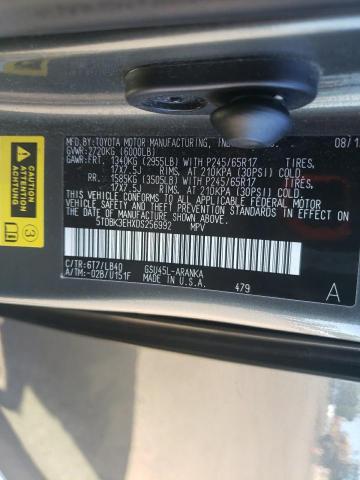 MFD. BY:TOYOTA MOTOR MANUFACTURING, IN 08/1
GVWR:2720KG (6000LB)
GAWR:FRT. 1340KG (2955LB) WITH P245/65R17 TIRES,
17X7.5J RIMS, AT 210KPA (30PSI) COLD
RR. 1585KG (3505LB) WITH P245/65R17 TIRES,
17X7.5J RIMS, AT 210KPA (30PSI) COLD
THIS VEHICLE CONFORMS TO ALL APPLICABLE FEDERAL MOTOR
VEHICLE SAFETY AND THEFT PREVENTION STANDARDS IN
EFFECT ON THE DATE OF MANUFACTURE SHOWN ABOVE.
5TDBK3EHXDS256992 MPV
C/TR:6T7/LB40 GSU45L-ARANKA
A/TM:-02B/U151F MADE IN U.S.A.
479
A
CAUTION
ATTENTION
ACHTUNG
3